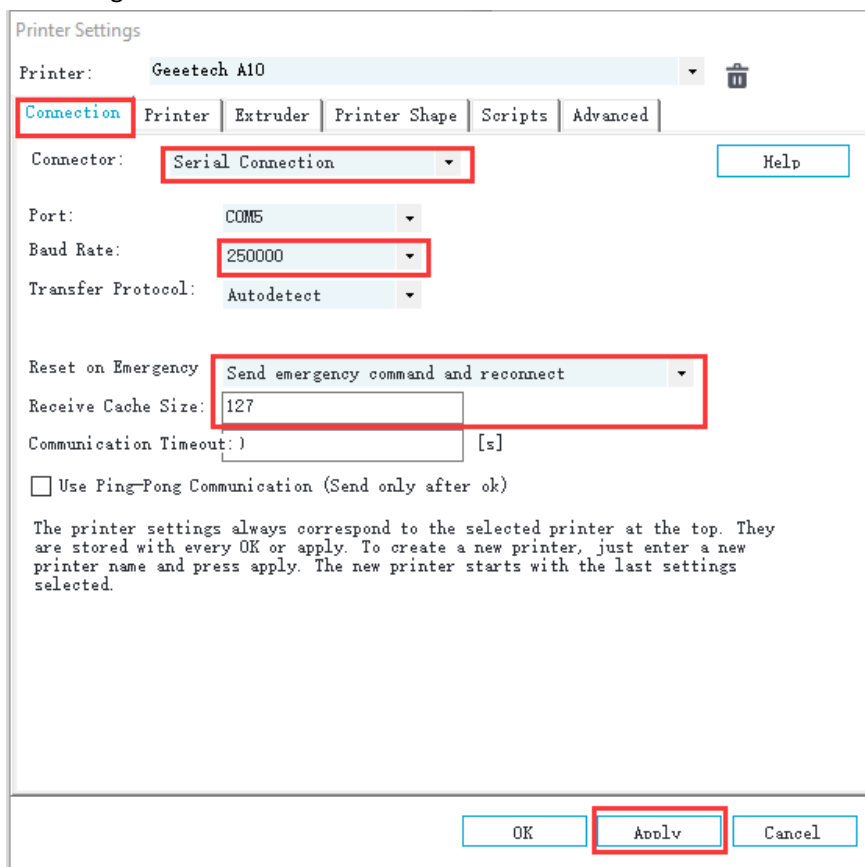 Printer Settings
Printer: Geeetech A10
Connection Printer Extruder Printer Shape Scripts Advanced
Connector: Serial Connection Help
Port: COM5
Baud Rate: 250000
Transfer Protocol: Autodetect
Reset on Emergency Send emergency command and reconnect
Receive Cache Size: 127
Communication Timeout: ) [s]
Use Ping-Pong Communication (Send only after ok)
The printer settings always correspond to the selected printer at the top. They
are stored with every OK or apply. To create a new printer, just enter a new
printer name and press apply. The new printer starts with the last settings
selected.
OK Apply Cancel